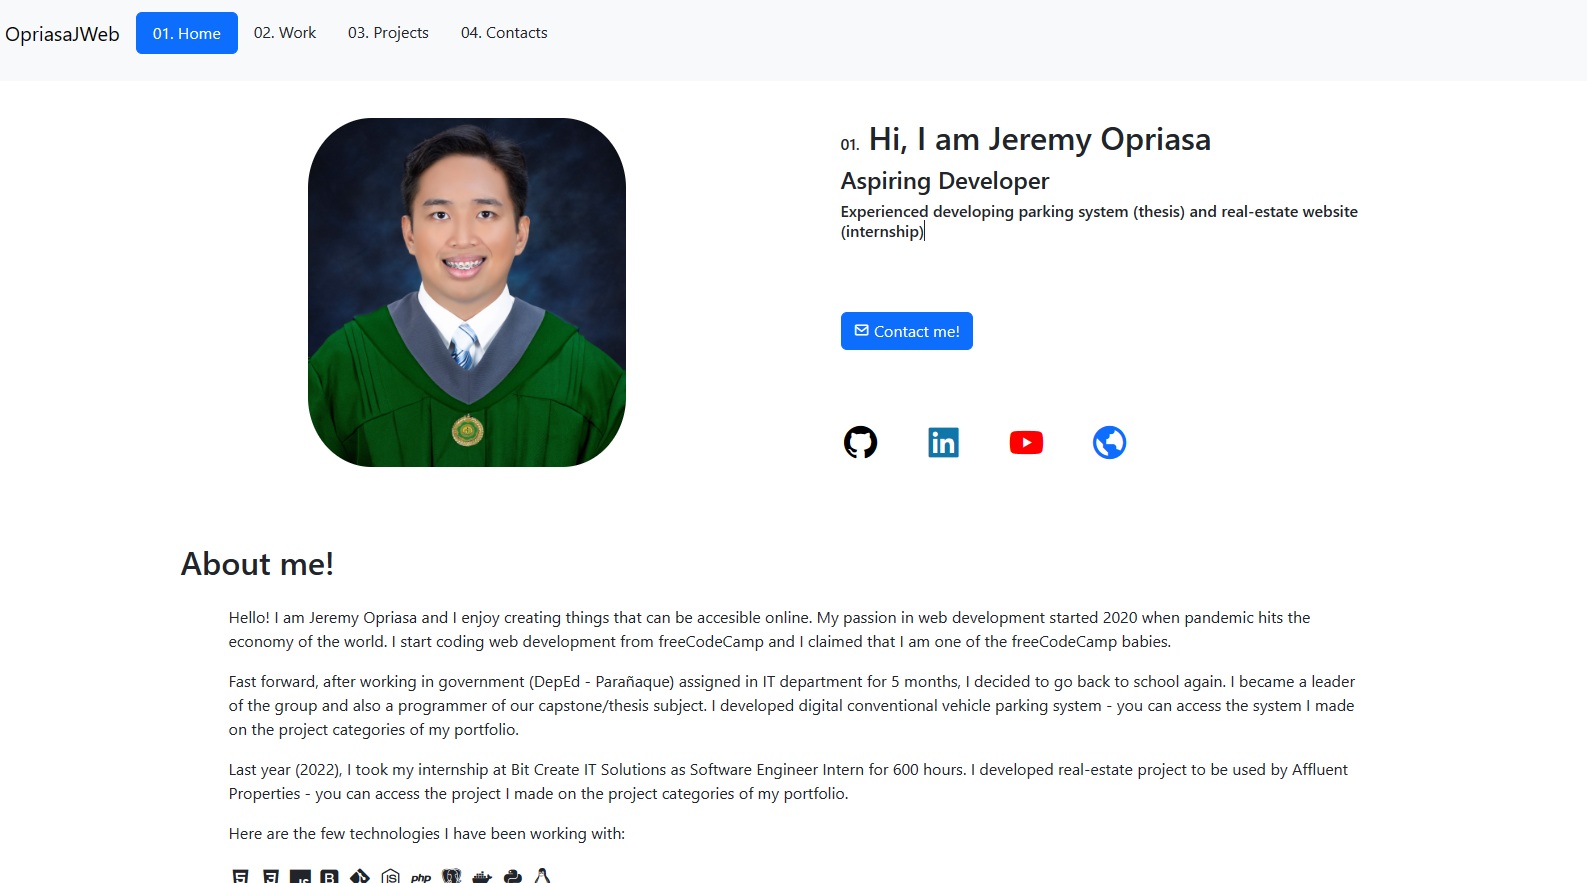 OpriasaJWeb 01. Home 02. Work 03. Projects 04. Contacts
01. Hi, I am Jeremy Opriasa
Aspiring Developer
Experienced developing parking system (thesis) and real-estate website
(internship)
Contact me!
in
About me!
Hello! I am Jeremy Opriasa and I enjoy creating things that can be accesible online. My passion in web development started 2020 when pandemic hits the
economy of the world. I start coding web development from freeCodeCamp and I claimed that I am one of the freeCodeCamp babies.
Fast forward, after working in government (DepEd - Parañaque) assigned in IT department for 5 months, I decided to go back to school again. I became a leader
of the group and also a programmer of our capstone/thesis subject. I developed digital conventional vehicle parking system - you can access the system I made
on the project categories of my portfolio.
Last year (2022), I took my internship at Bit Create IT Solutions as Software Engineer Intern for 600 hours. I developed real-estate project to be used by Affluent
Properties - you can access the project I made on the project categories of my portfolio.
Here are the few technologies I have been working with:
JS B JS php